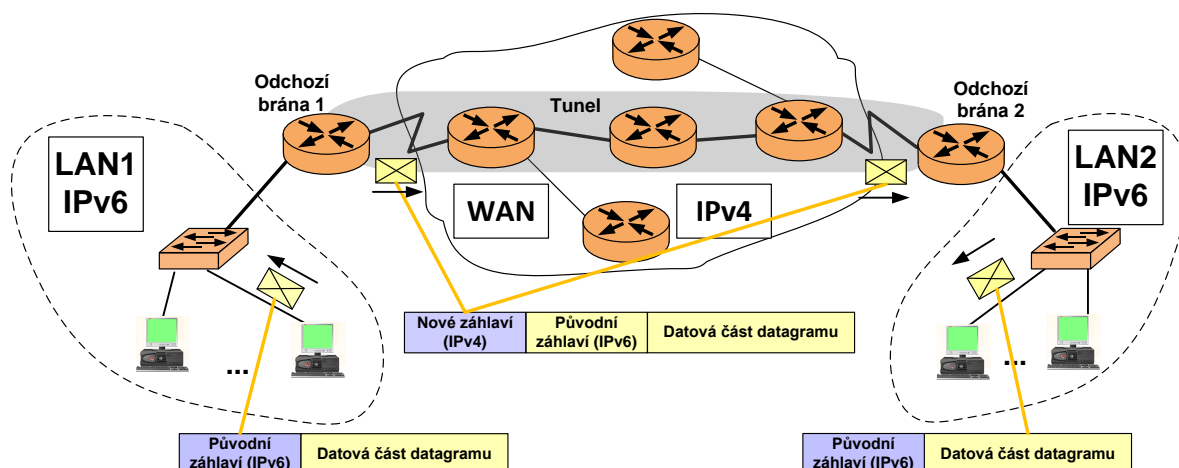 Odchozí
brána 1
Tunel
Odchozí
brána 2
LAN1
IPv6
LAN2
IPv6
WAN
IPv4
Nové záhlaví
(IPv4)
Původní
záhlaví (IPv6)
Datová část datagramu
...
...
Původní
záhlaví (IPv6)
Datová část datagramu
Původní
záhlaví (IPv6)
Datová část datagramu